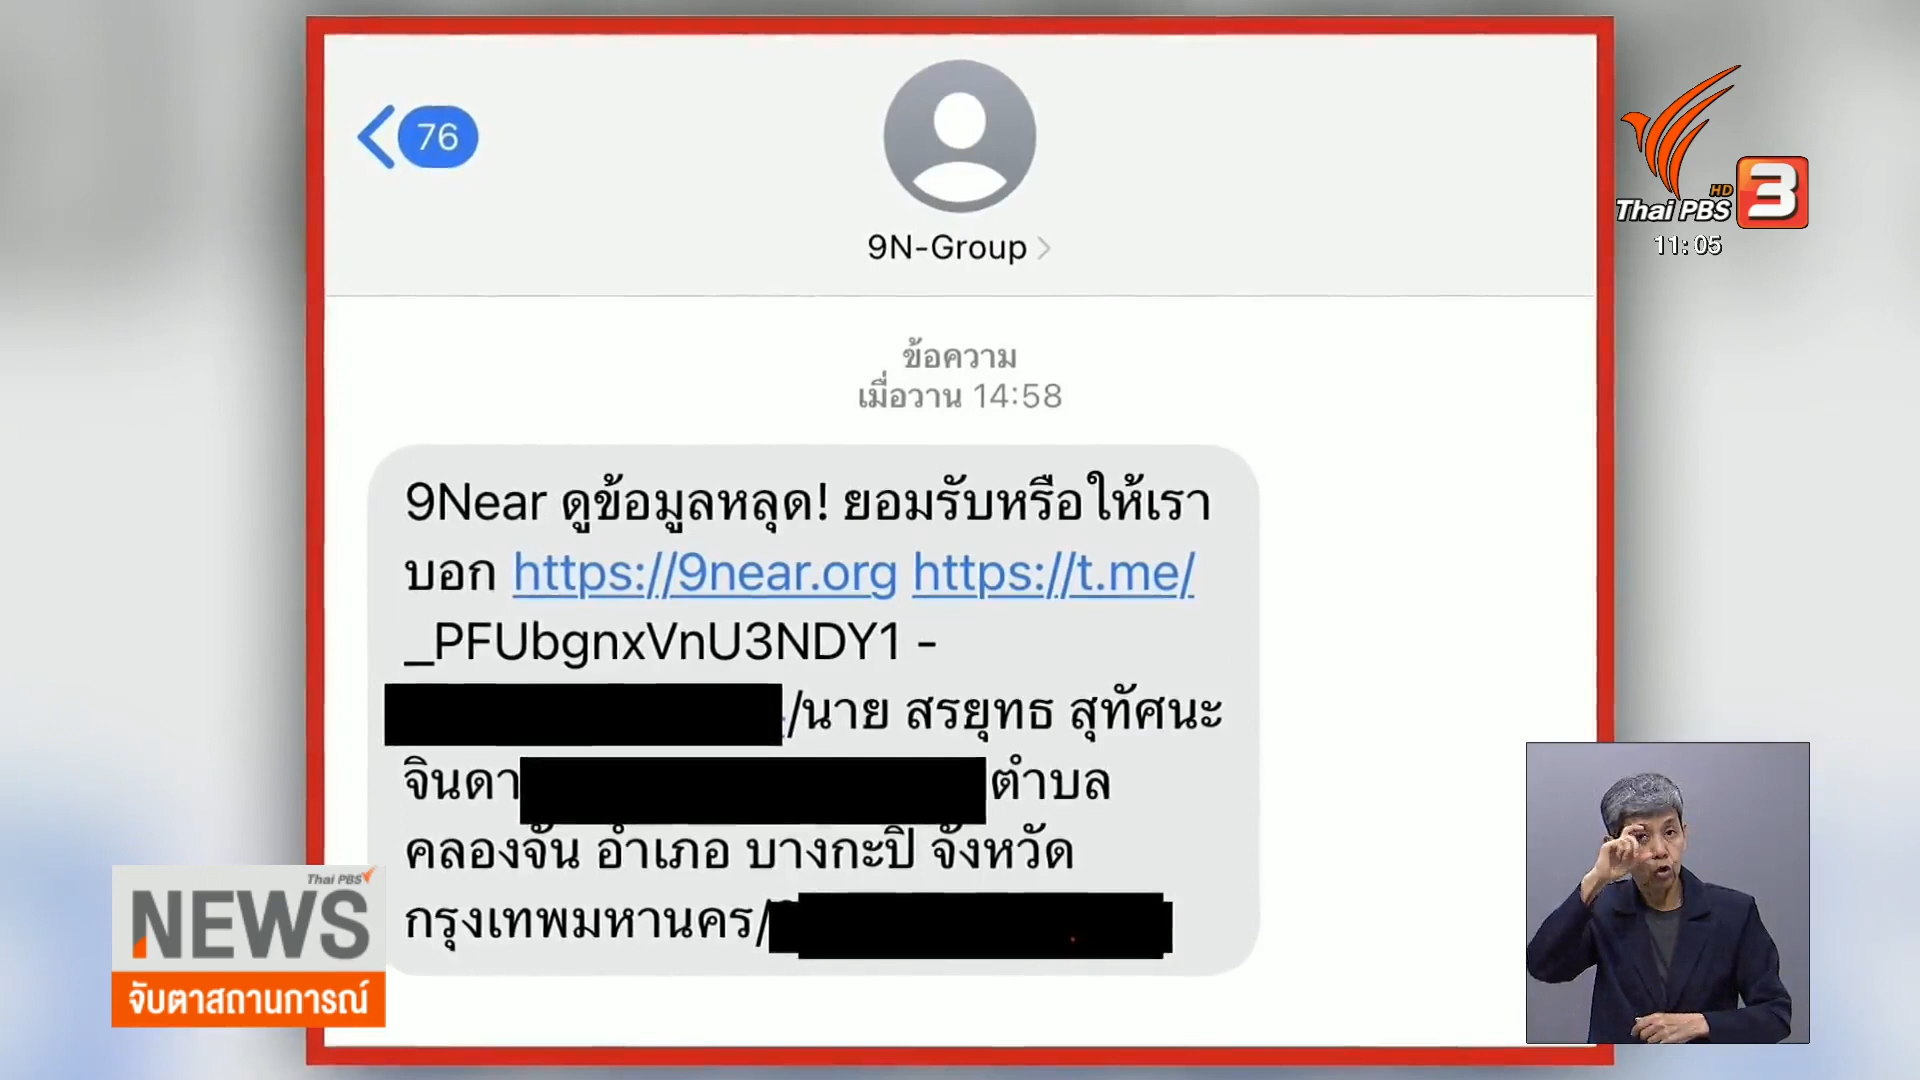 76
9N-Group
ข้อความ
เมื่อวาน 14:58
9Near ดูข้อมูลหลุด! ยอมรับหรือให้เรา
บอก https://9near.org https://t.me/
_PFUbgnxVnU3NDY1 -
/นาย สรยุทธ สุทัศนะ
จินดา ตำบล
คลองจั่น อำเภอ บางกะปิ จังหวัด
กรุงเทพมหานคร/
Thai PBS HD 3
11:05
Thai PBS
NEWS
จับตาสถานการณ์